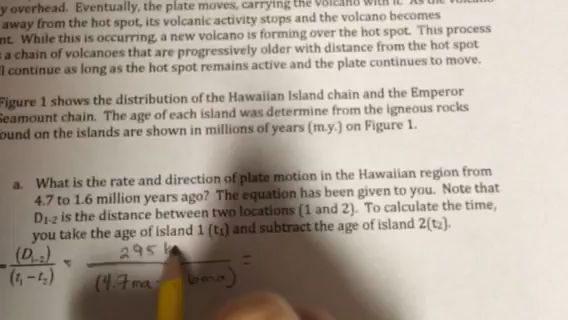 y overhead. Eventually, the plate moves, carrying the volcano with it. As the volcano
away from the hot spot, its volcanic activity stops and the volcano becomes
nt. While this is occurring, a new volcano is forming over the hot spot. This process
a chain of volcanoes that are progressively older with distance from the hot spot
l continue as long as the hot spot remains active and the plate continues to move.
Figure 1 shows the distribution of the Hawaiian Island chain and the Emperor
Seamount chain. The age of each island was determine from the igneous rocks
ound on the islands are shown in millions of years (m.y.) on Figure 1.
a. What is the rate and direction of plate motion in the Hawaiian region from
4.7 to 1.6 million years ago? The equation has been given to you. Note that
D1-2 is the distance between two locations (1 and 2). To calculate the time,
you take the age of island 1 (t1) and subtract the age of island 2(t2).
(D1-2) = 295 k =
(t1 - t2) (4.7ma - 6ma)